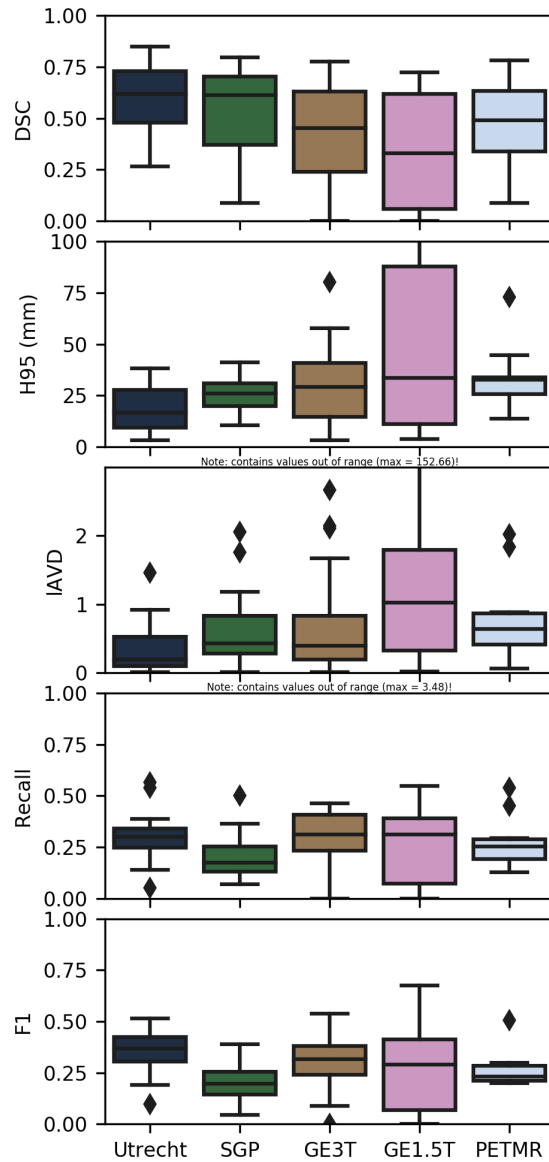 1.00
0.75
0.50
0.25
0.00
DSC
100
75
50
25
0
H95 (mm)
Note: contains values out of range (max = 152.66)!
2
1
0
lAVD
Note: contains values out of range (max = 3.48)!
1.00
0.75
0.50
0.25
0.00
Recall
1.00
0.75
0.50
0.25
0.00
F1
Utrecht SGP GE3T GE1.5T PETMR